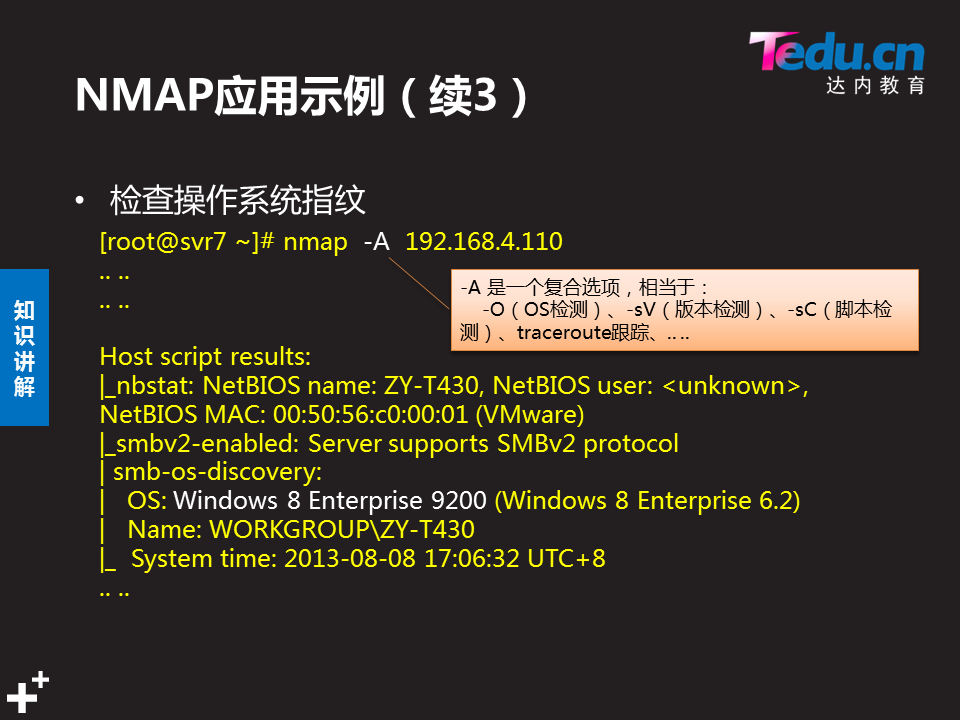 Tedu.cn
达内教育
NMAP应用示例（续3）
• 检查操作系统指纹
[root@svr7 ~]# nmap -A 192.168.4.110
.. ..
.. ..
-A 是一个复合选项，相当于：
-O（OS检测）、-sV（版本检测）、-sC（脚本检
测）、traceroute跟踪、.. ..
知
识
讲
解
Host script results:
|_nbstat: NetBIOS name: ZY-T430, NetBIOS user: <unknown>,
NetBIOS MAC: 00:50:56:c0:00:01 (VMware)
|_smbv2-enabled: Server supports SMBv2 protocol
| smb-os-discovery:
|   OS: Windows 8 Enterprise 9200 (Windows 8 Enterprise 6.2)
|   Name: WORKGROUP\ZY-T430
|_  System time: 2013-08-08 17:06:32 UTC+8
.. ..